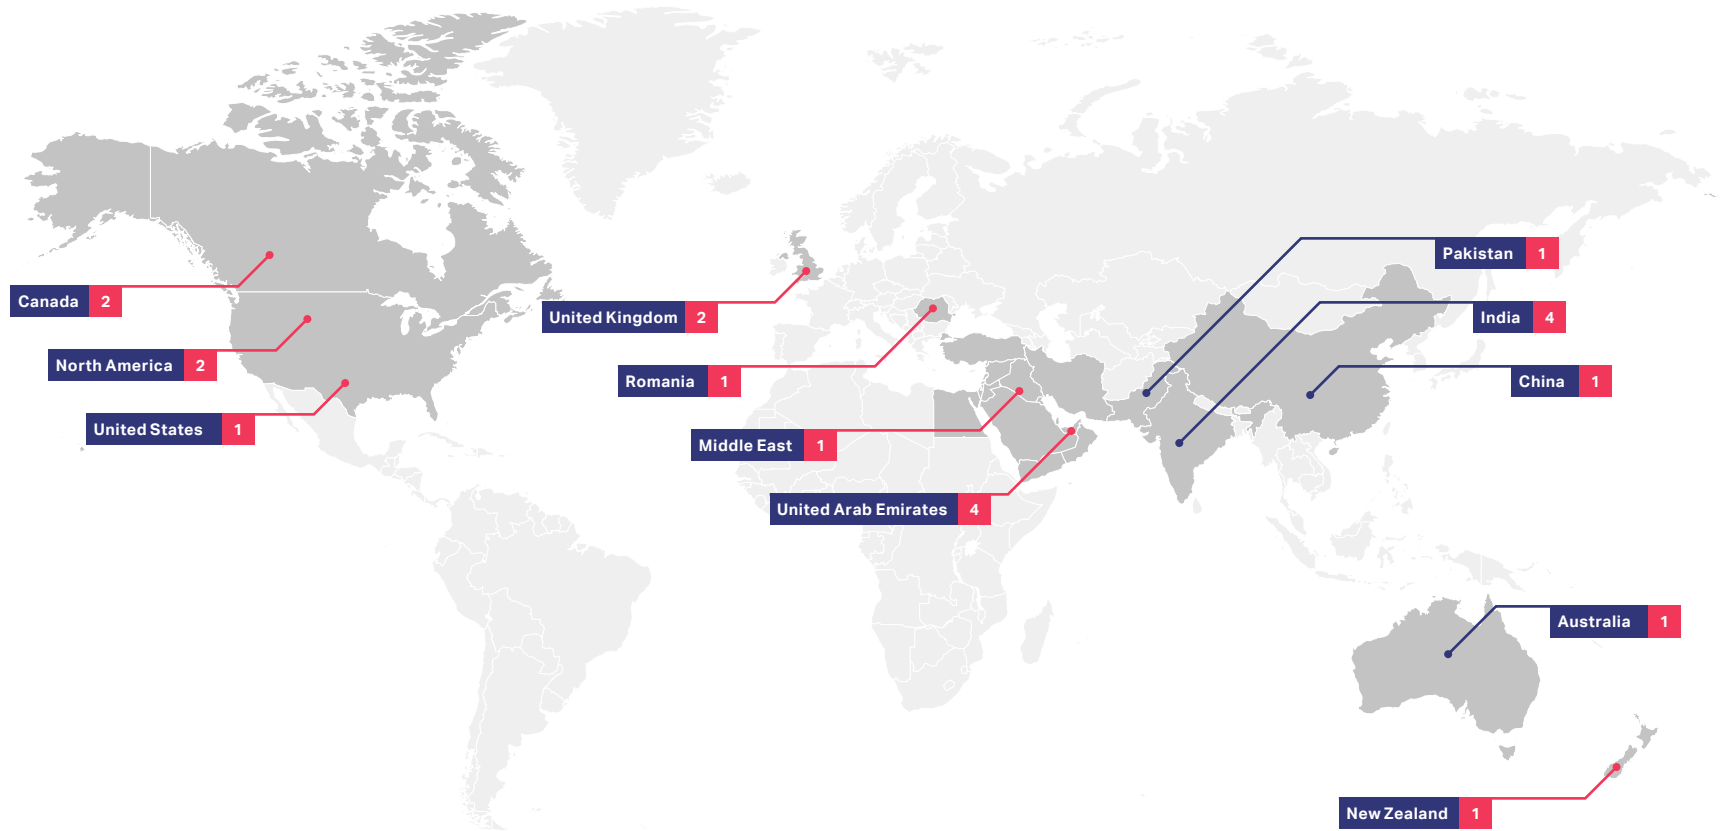 Canada 2
North America 2
United States 1
United Kingdom 2
Romania 1
Middle East 1
United Arab Emirates 4
Pakistan 1
India 4
China 1
Australia 1
New Zealand 1